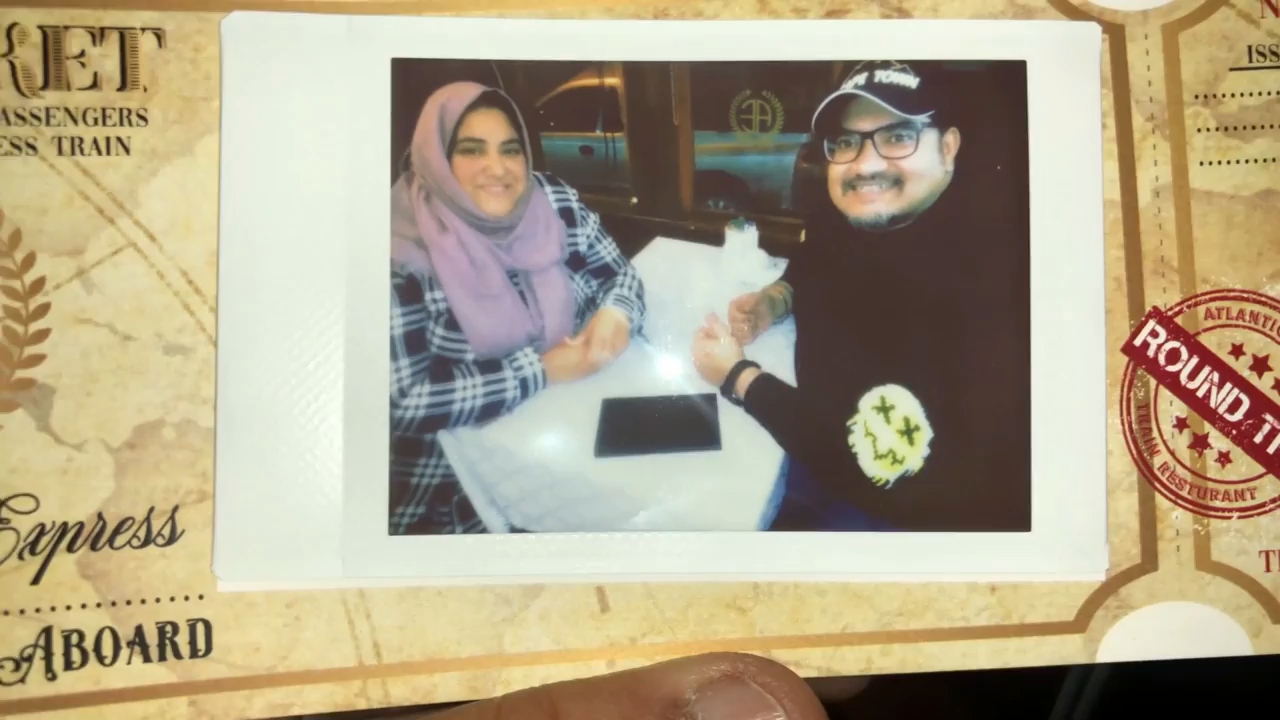 KET
ASSENGERS
ESS TRAIN
Express
ABOARD
TOWN
ISS
ATLANTIC
ROUND T
TRAIN RESTURANT